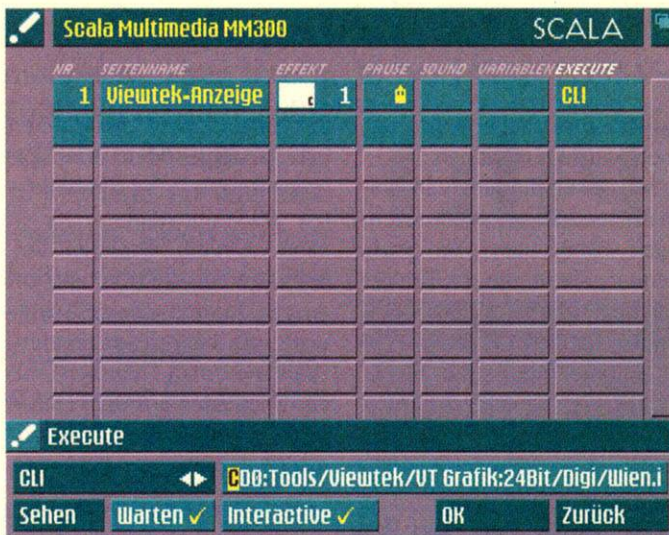 Scala Multimedia MM300 SCALA
NR. SEITENNAME EFFEKT PAUSE SOUND VARIABLEN EXECUTE
1 Viewtek-Anzeige 1 CLI
Execute
CLI CD0:Tools/Viewtek/VT Grafik:24Bit/Digi/Wien.i
Sehen Warten ✓ Interactive ✓ OK Zurück